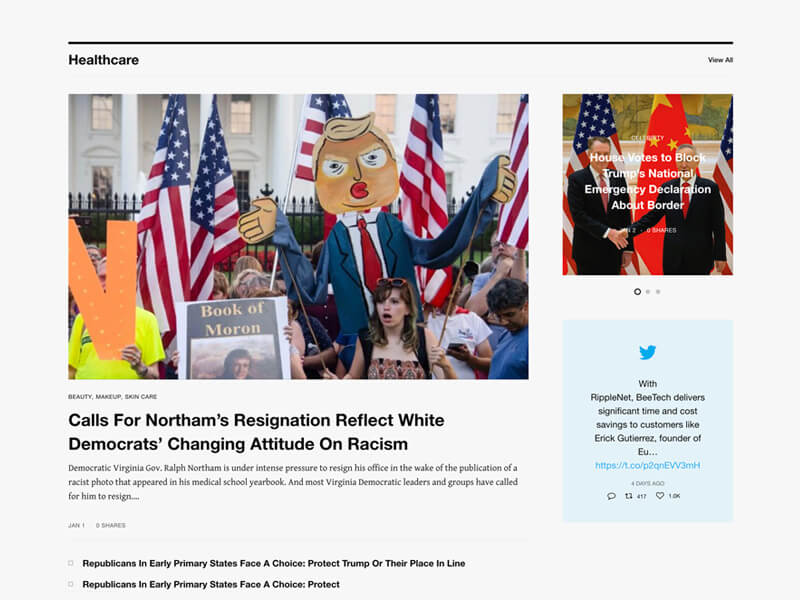 Healthcare
View All
N
Book of
Moron
BEAUTY, MAKEUP, SKIN CARE
Calls For Northam’s Resignation Reflect White
Democrats’ Changing Attitude On Racism
Democratic Virginia Gov. Ralph Northam is under intense pressure to resign his office in the wake of the publication of a
racist photo that appeared in his medical school yearbook. And most Virginia Democratic leaders and groups have called
for him to resign....
JAN 1 0 SHARES
Republicans In Early Primary States Face A Choice: Protect Trump Or Their Place In Line
Republicans In Early Primary States Face A Choice: Protect
CELEBRITY
House Votes to Block
Trump’s National
Emergency Declaration
About Border
JAN 2 - 0 SHARES
With
RippleNet, BeeTech delivers
significant time and cost
savings to customers like
Erick Gutierrez, founder of
Eu…
https://t.co/p2qnEVV3mH
4 DAYS AGO
417 1.0K